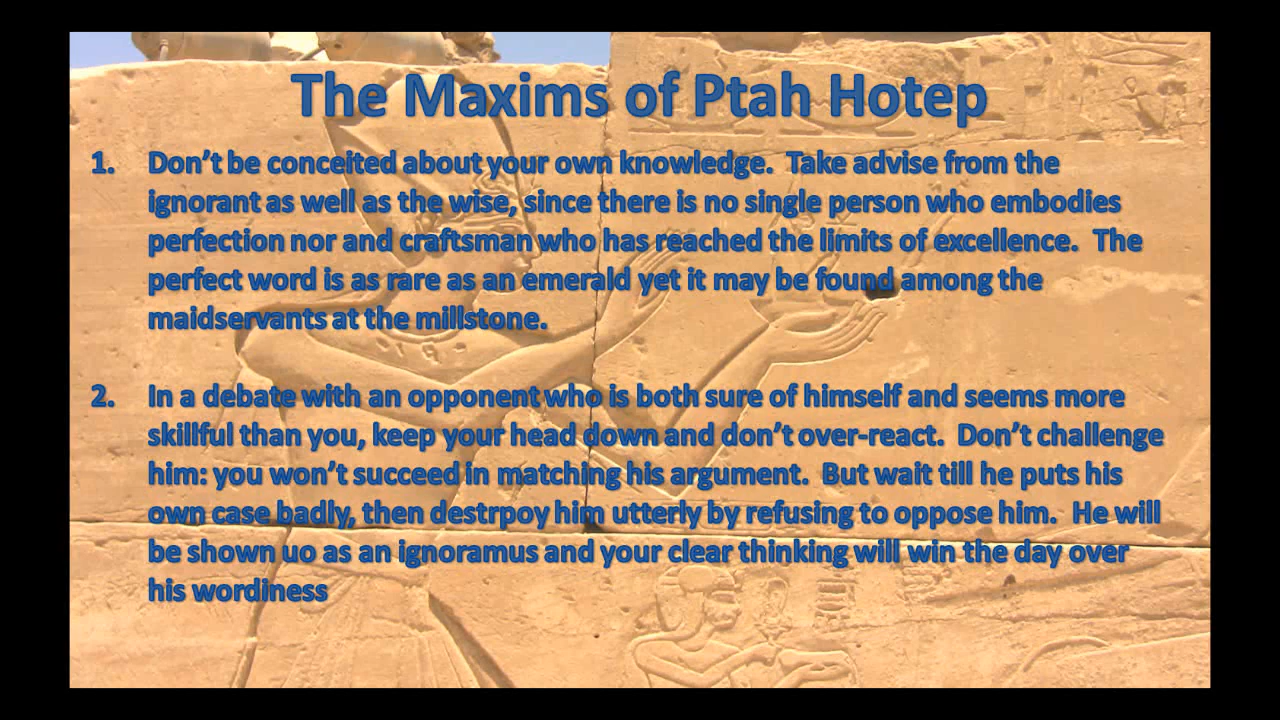 The Maxims of Ptah Hotep
1. Don't be conceited about your own knowledge. Take advise from the
ignorant as well as the wise, since there is no single person who embodies
perfection nor and craftsman who has reached the limits of excellence. The
perfect word is as rare as an emerald yet it may be found among the
maidservants at the millstone.
2. In a debate with an opponent who is both sure of himself and seems more
skillful than you, keep your head down and don't over-react. Don't challenge
him: you won't succeed in matching his argument. But wait till he puts his
own case badly, then destrpoy him utterly by refusing to oppose him. He will
be shown uo as an ignoramus and your clear thinking will win the day over
his wordiness